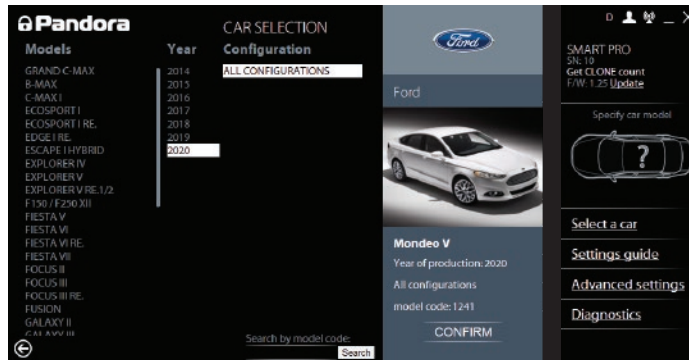 Pandora
CAR SELECTION
Models
Year
Configuration
GRAND C-MAX
B-MAX
C-MAX I
ECOSPORT I
ECOSPORT I RE.
EDGE I RE.
ESCAPE I HYBRID
EXPLORER IV
EXPLORER V
EXPLORER V RE.1/2
F150 / F250 XII
FIESTA V
FIESTA VI
FIESTA VI RE.
FIESTA VII
FOCUS II
FOCUS III
FOCUS III RE.
FUSION
GALAXY II
GALAXY III
2014
2015
2016
2017
2018
2019
2020
ALL CONFIGURATIONS
Search by model code:
Search
Ford
Ford
Mondeo V
Year of production: 2020
All configurations
model code: 1241
CONFIRM
D
SMART PRO
SN: 10
Get CLONE count
F/W: 1.25 Update
Specify car model
?
Select a car
Settings guide
Advanced settings
Diagnostics